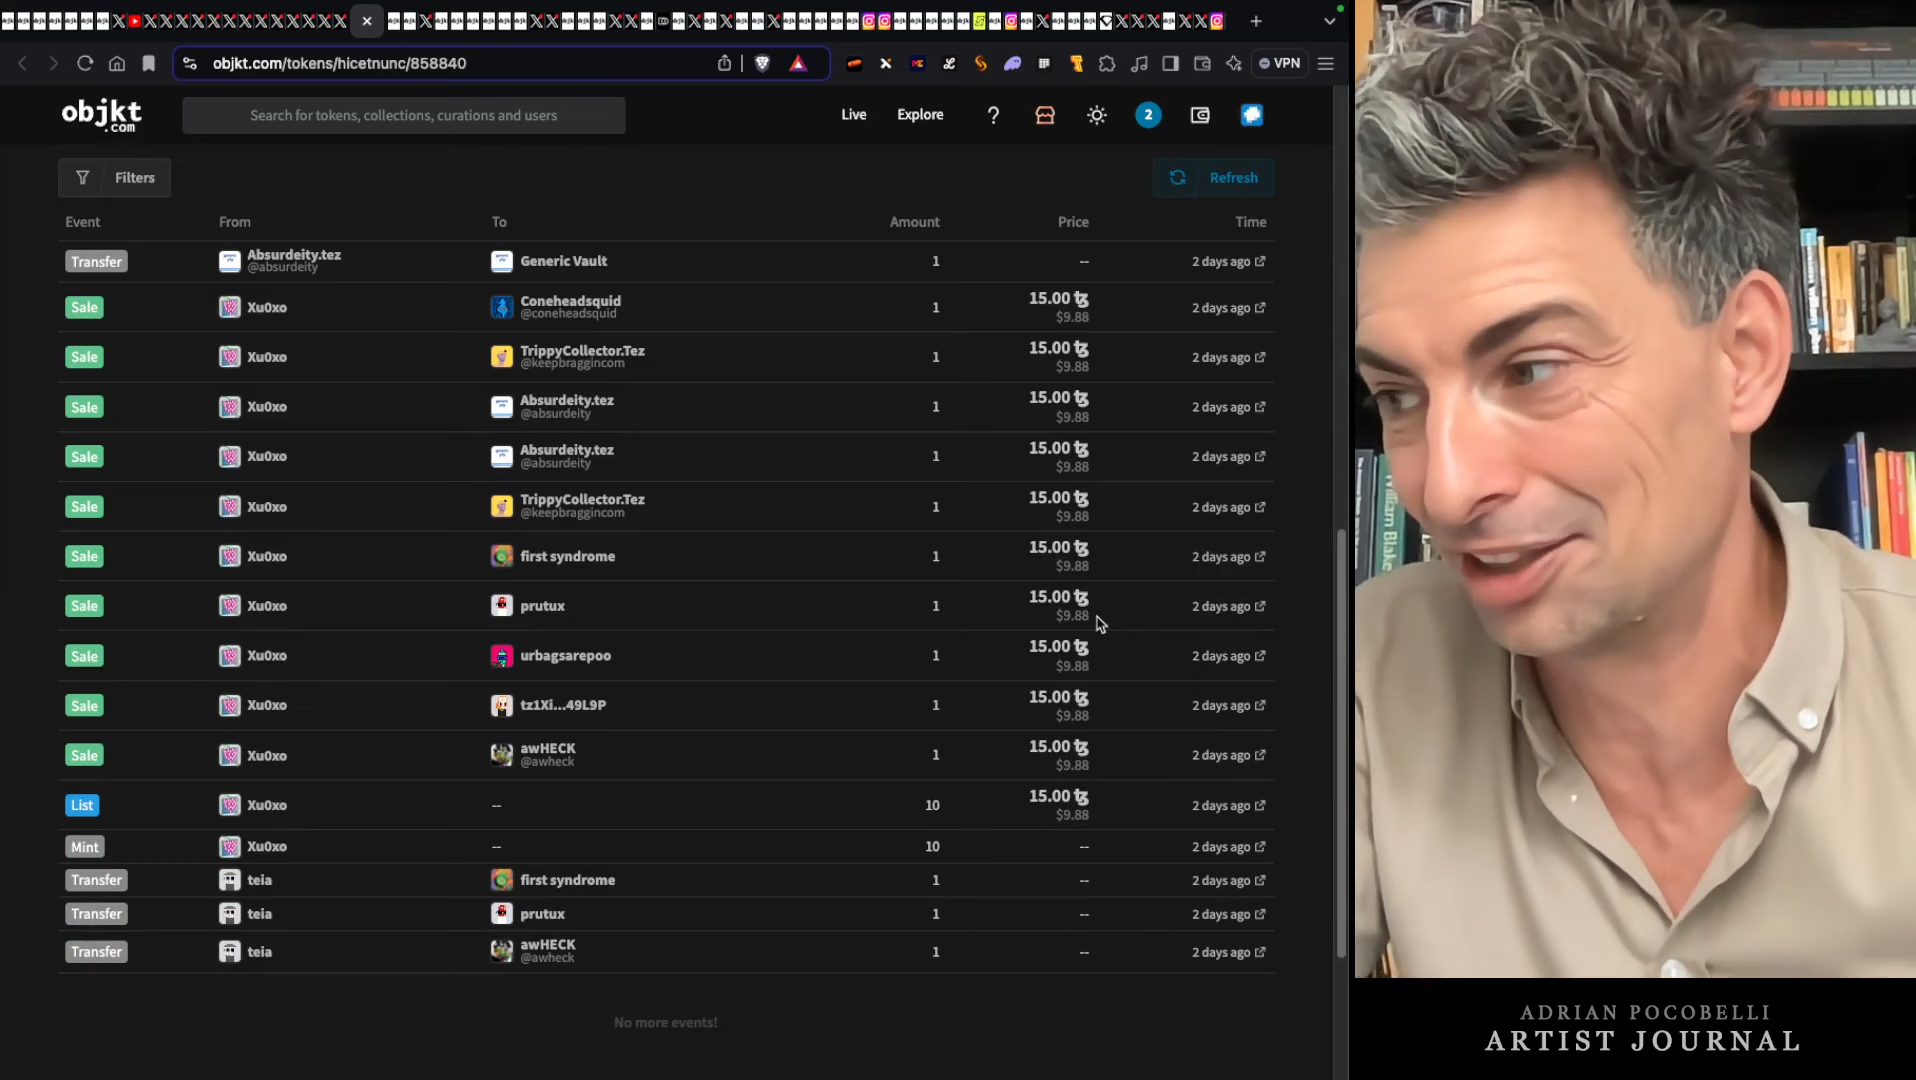 objkt.com/tokens/hicetnunc/858840
VPN
objkt
.com
Search for tokens, collections, curations and users
Live
Explore
?
2
Filters
Refresh
Event From To Amount Price Time
Transfer Absurdeity.tez Generic Vault 1 -- 2 days ago
@absurdeity
Sale Xu0xo Coneheadsquid 1 15.00 ꜩ 2 days ago
@coneheadsquid $9.88
Sale Xu0xo TrippyCollector.Tez 1 15.00 ꜩ 2 days ago
@keepbraggincom $9.88
Sale Xu0xo Absurdeity.tez 1 15.00 ꜩ 2 days ago
@absurdeity $9.88
Sale Xu0xo Absurdeity.tez 1 15.00 ꜩ 2 days ago
@absurdeity $9.88
Sale Xu0xo TrippyCollector.Tez 1 15.00 ꜩ 2 days ago
@keepbraggincom $9.88
Sale Xu0xo first syndrome 1 15.00 ꜩ 2 days ago
$9.88
Sale Xu0xo prutux 1 15.00 ꜩ 2 days ago
$9.88
Sale Xu0xo urbagsarepoo 1 15.00 ꜩ 2 days ago
$9.88
Sale Xu0xo tz1Xi...49L9P 1 15.00 ꜩ 2 days ago
$9.88
Sale Xu0xo awHECK 1 15.00 ꜩ 2 days ago
@awheck $9.88
List Xu0xo -- 10 15.00 ꜩ 2 days ago
$9.88
Mint Xu0xo -- 10 -- 2 days ago
Transfer teia first syndrome 1 -- 2 days ago
Transfer teia prutux 1 -- 2 days ago
Transfer teia awHECK 1 -- 2 days ago
@awheck
No more events!
William Blake
ADRIAN POCOBELLI
ARTIST JOURNAL